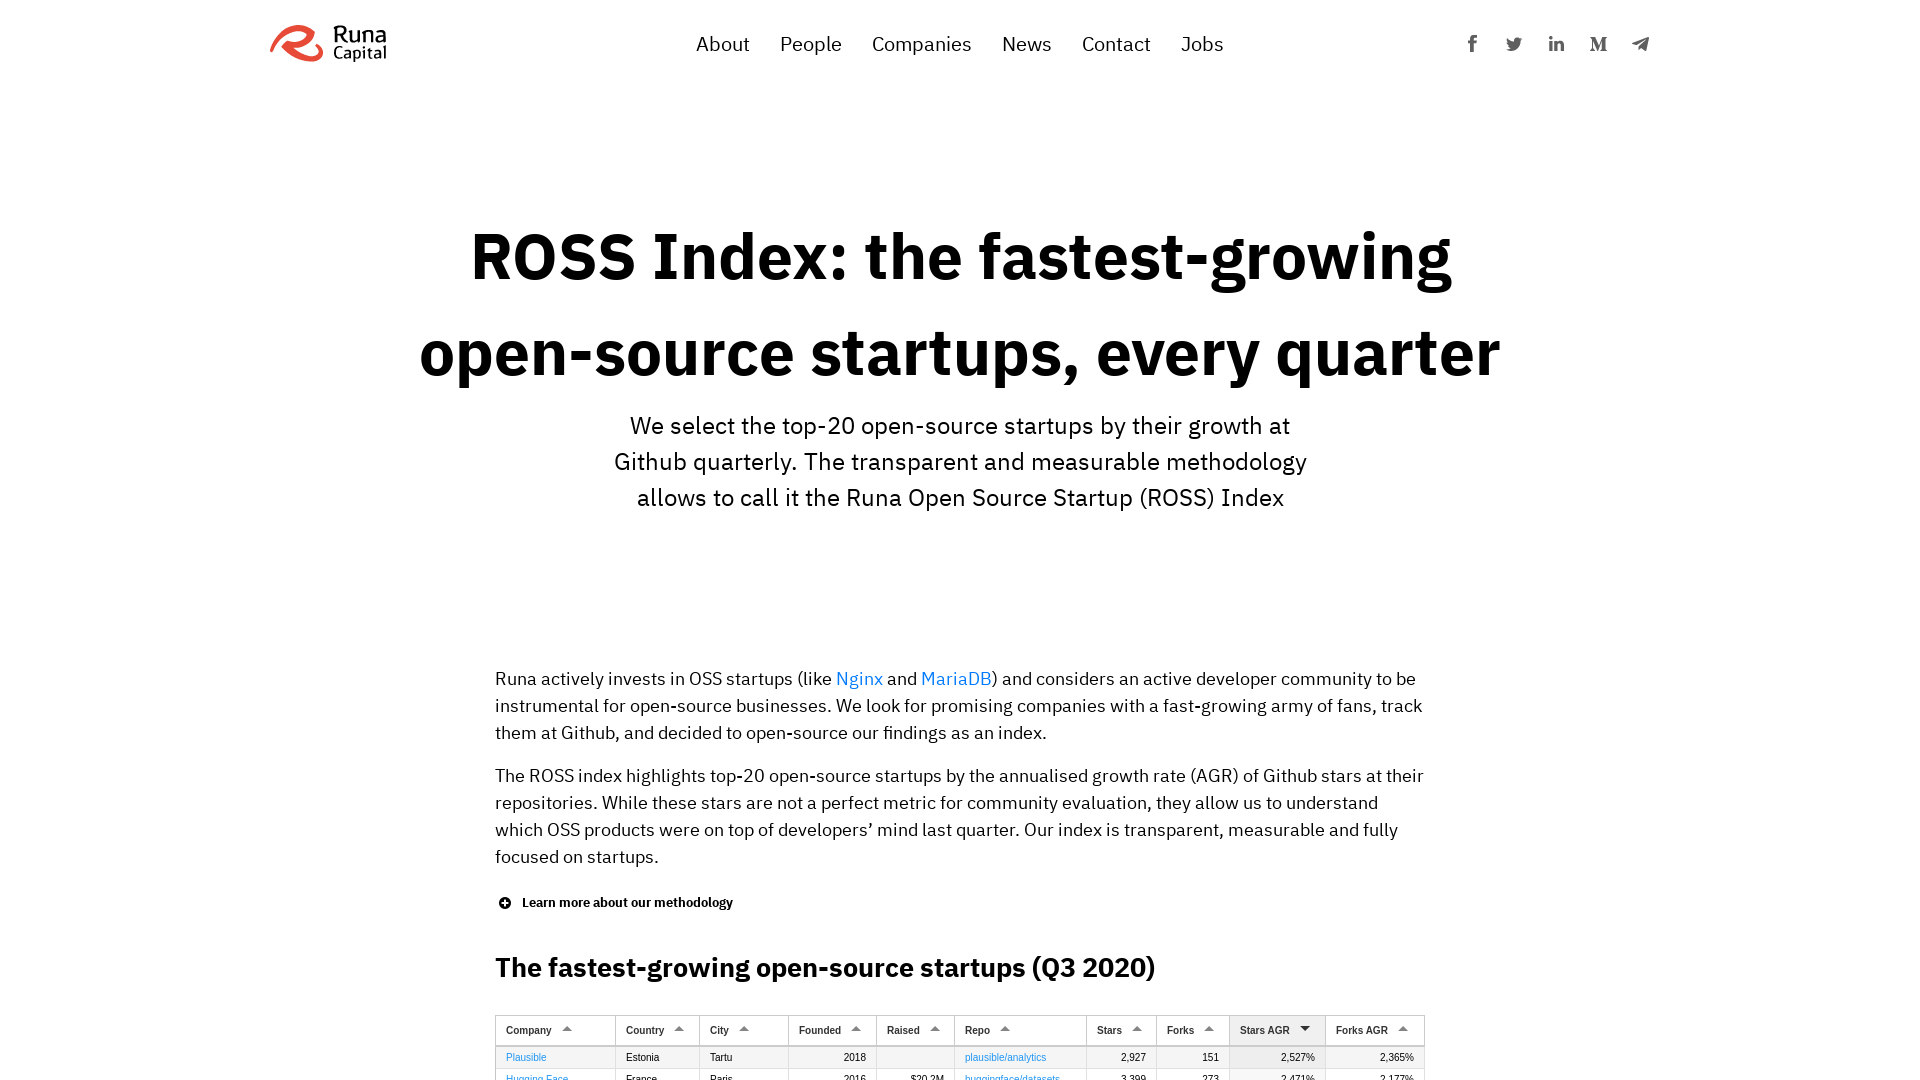 Runa
Capital
About People Companies News Contact Jobs
ROSS Index: the fastest-growing
open-source startups, every quarter
We select the top-20 open-source startups by their growth at
Github quarterly. The transparent and measurable methodology
allows to call it the Runa Open Source Startup (ROSS) Index
Runa actively invests in OSS startups (like Nginx and MariaDB) and considers an active developer community to be
instrumental for open-source businesses. We look for promising companies with a fast-growing army of fans, track
them at Github, and decided to open-source our findings as an index.
The ROSS index highlights top-20 open-source startups by the annualised growth rate (AGR) of Github stars at their
repositories. While these stars are not a perfect metric for community evaluation, they allow us to understand
which OSS products were on top of developers’ mind last quarter. Our index is transparent, measurable and fully
focused on startups.
Learn more about our methodology
The fastest-growing open-source startups (Q3 2020)
Company Country City Founded Raised Repo Stars Forks Stars AGR Forks AGR
Plausible Estonia Tartu 2018 plausible/analytics 2,927 151 2,527% 2,365%
Hugging Face France Paris 2016 $20.2M huggingface/datasets 3,399 273 2,471% 2,177%